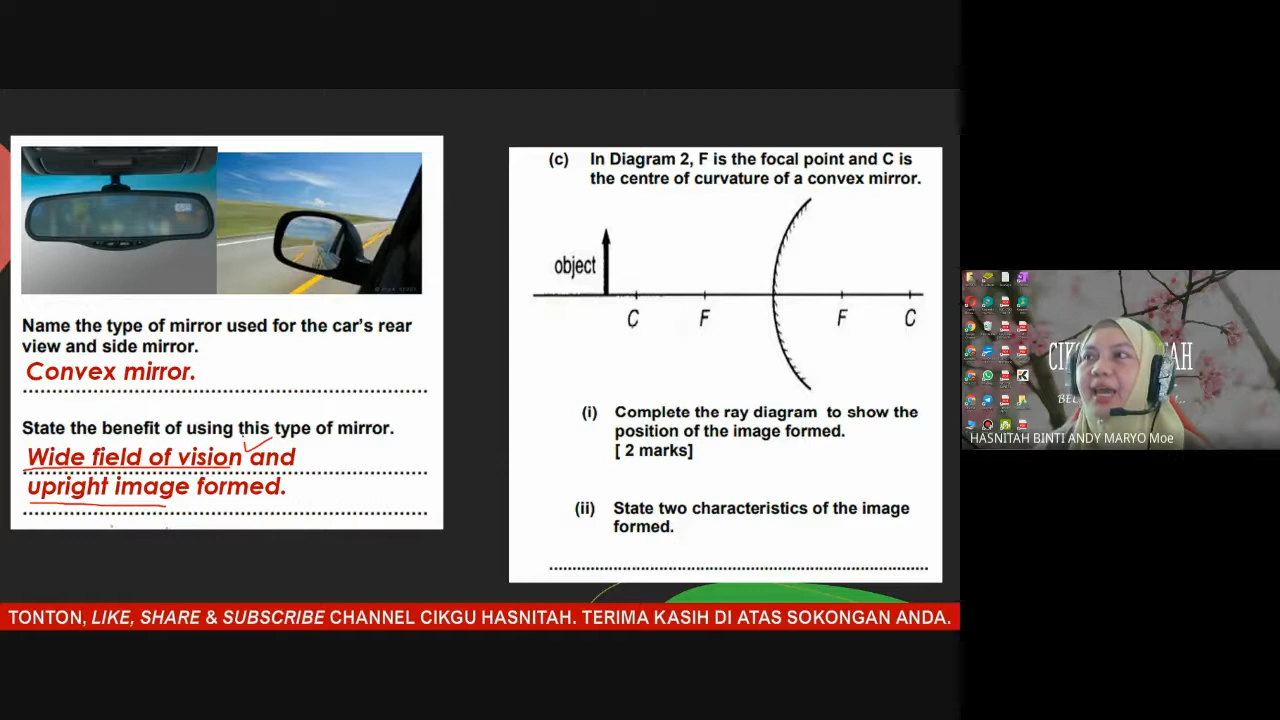 Name the type of mirror used for the car's rear
view and side mirror.
Convex mirror.
State the benefit of using this type of mirror.
Wide field of vision and
upright image formed.
(c) In Diagram 2, F is the focal point and C is
the centre of curvature of a convex mirror.
object
C F F C
(i) Complete the ray diagram to show the
position of the image formed.
[ 2 marks]
(ii) State two characteristics of the image
formed.
HASNITAH BINTI ANDY MARYO Moe
TONTON, LIKE, SHARE & SUBSCRIBE CHANNEL CIKGU HASNITAH. TERIMA KASIH DI ATAS SOKONGAN ANDA.